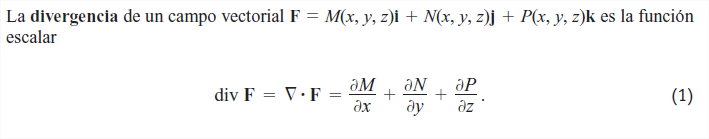 La divergencia de un campo vectorial F = M(x, y, z)i + N(x, y, z)j + P(x, y, z)k es la función
escalar
div F = ∇ · F = ∂M/∂x + ∂N/∂y + ∂P/∂z . (1)